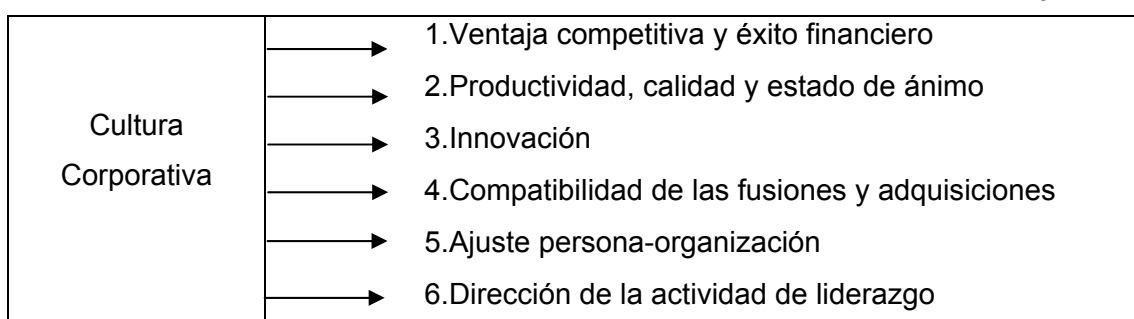 Cultura
Corporativa
1.Ventaja competitiva y éxito financiero
2.Productividad, calidad y estado de ánimo
3.Innovación
4.Compatibilidad de las fusiones y adquisiciones
5.Ajuste persona-organización
6.Dirección de la actividad de liderazgo